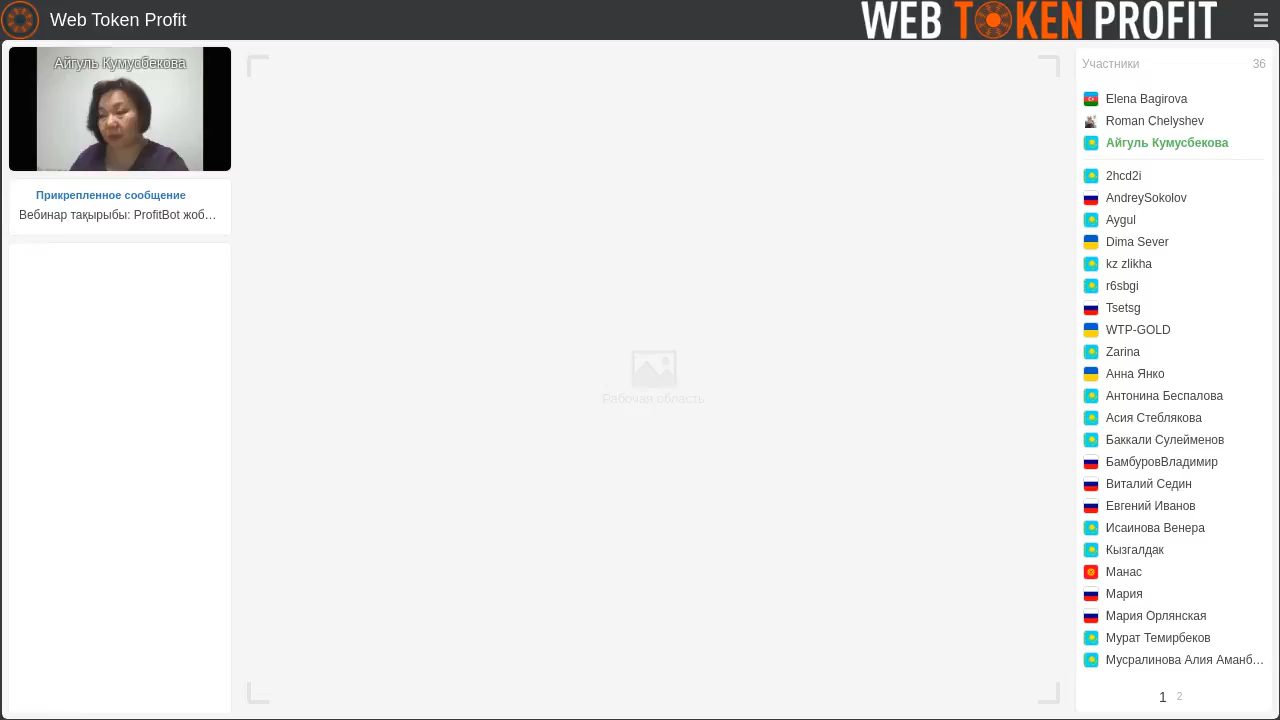 Web Token Profit
WEB TOKEN PROFIT
Айгуль Кумусбекова
Прикрепленное сообщение
Вебинар тақырыбы: ProfitBot жоб…
Рабочая область
Участники 36
Elena Bagirova
Roman Chelyshev
Айгуль Кумусбекова
2hcd2i
AndreySokolov
Aygul
Dima Sever
kz zlikha
r6sbgi
Tsetsg
WTP-GOLD
Zarina
Анна Янко
Антонина Беспалова
Асия Стеблякова
Баккали Сулейменов
БамбуровВладимир
Виталий Седин
Евгений Иванов
Исаинова Венера
Кызгалдак
Манас
Мария
Мария Орлянская
Мурат Темирбеков
Мусралинова Алия Аманб…
1 2